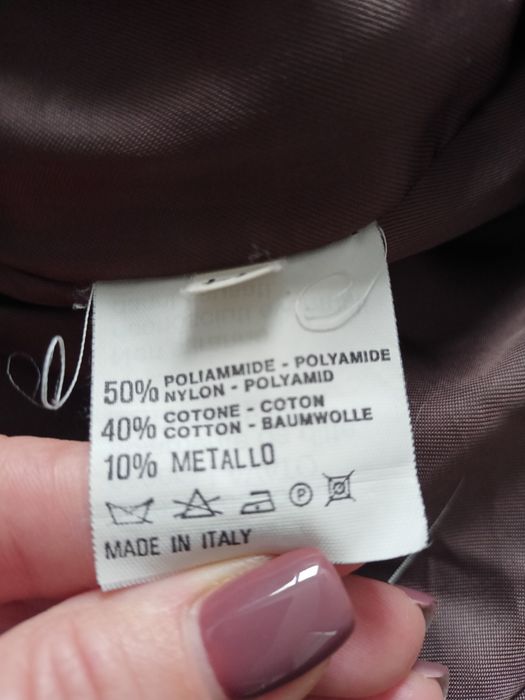 50% POLIAMMIDE - POLYAMIDE
NYLON - POLYAMID
40% COTONE - COTON
COTTON - BAUMWOLLE
10% METALLO
P
MADE IN ITALY